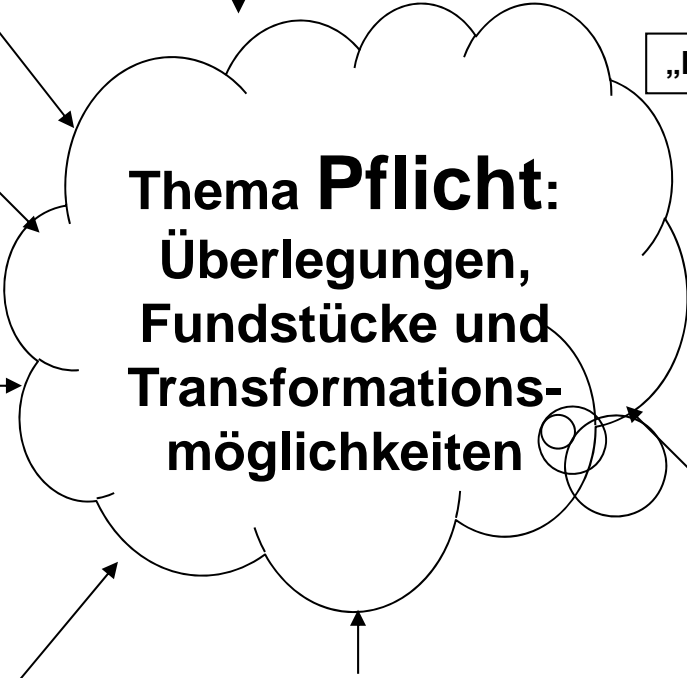 Thema Pflicht:
Überlegungen,
Fundstücke und
Transformations-
möglichkeiten